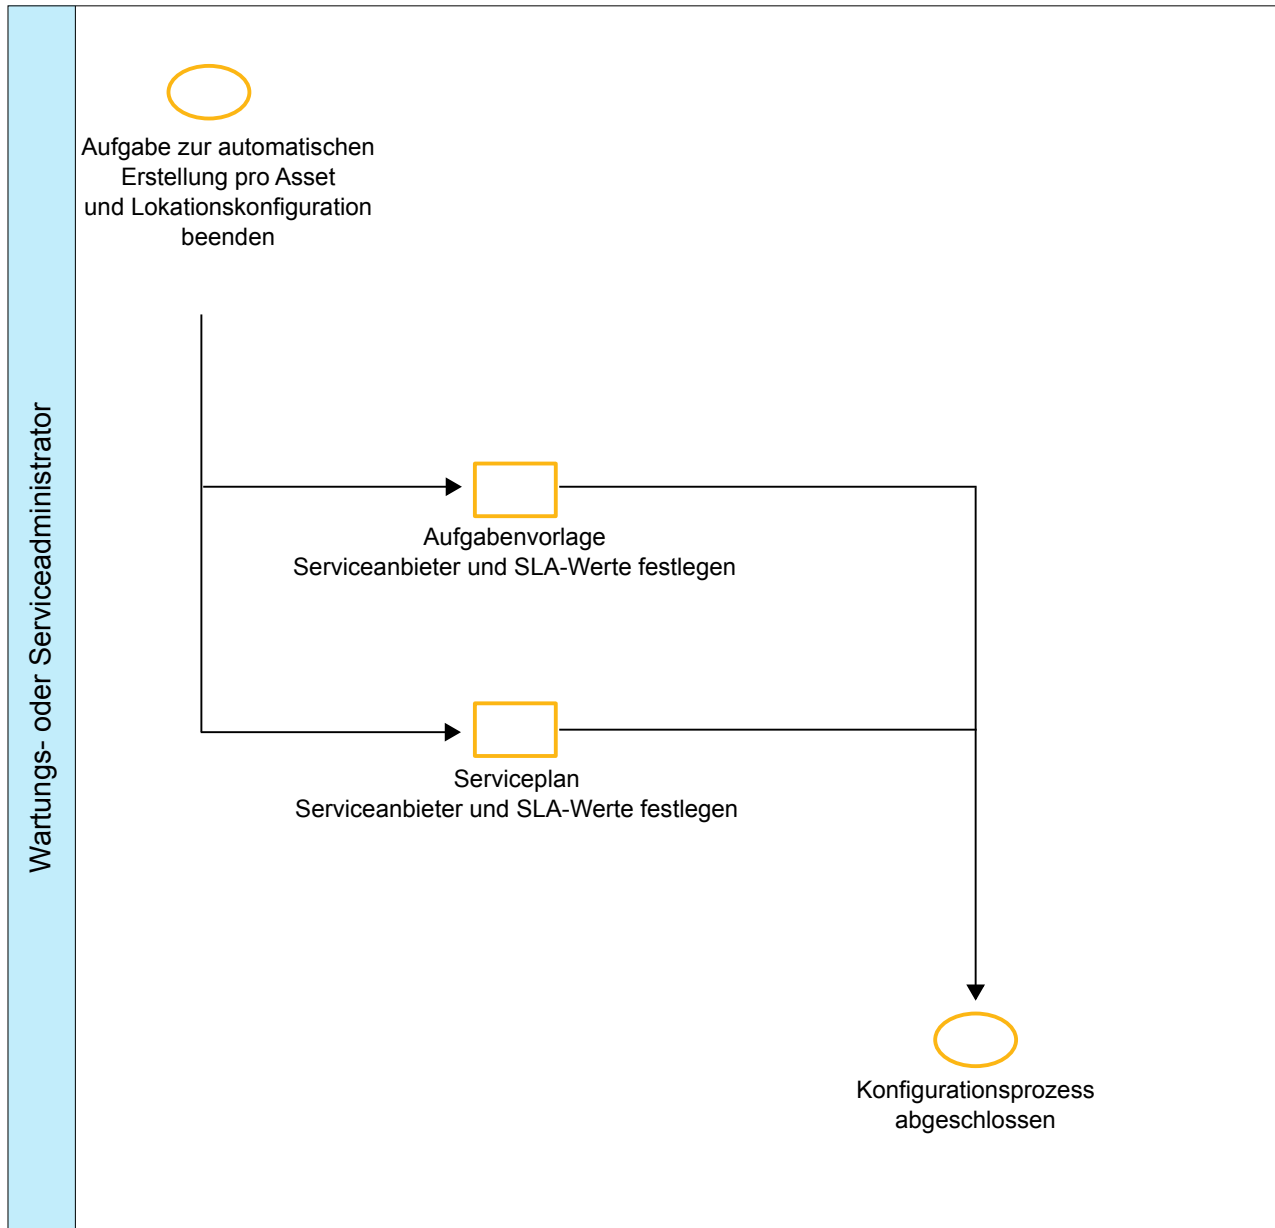 Wartungs- oder Serviceadministrator
Aufgabe zur automatischen
Erstellung pro Asset
und Lokationskonfiguration
beenden
Aufgabenvorlage
Serviceanbieter und SLA-Werte festlegen
Serviceplan
Serviceanbieter und SLA-Werte festlegen
Konfigurationsprozess
abgeschlossen